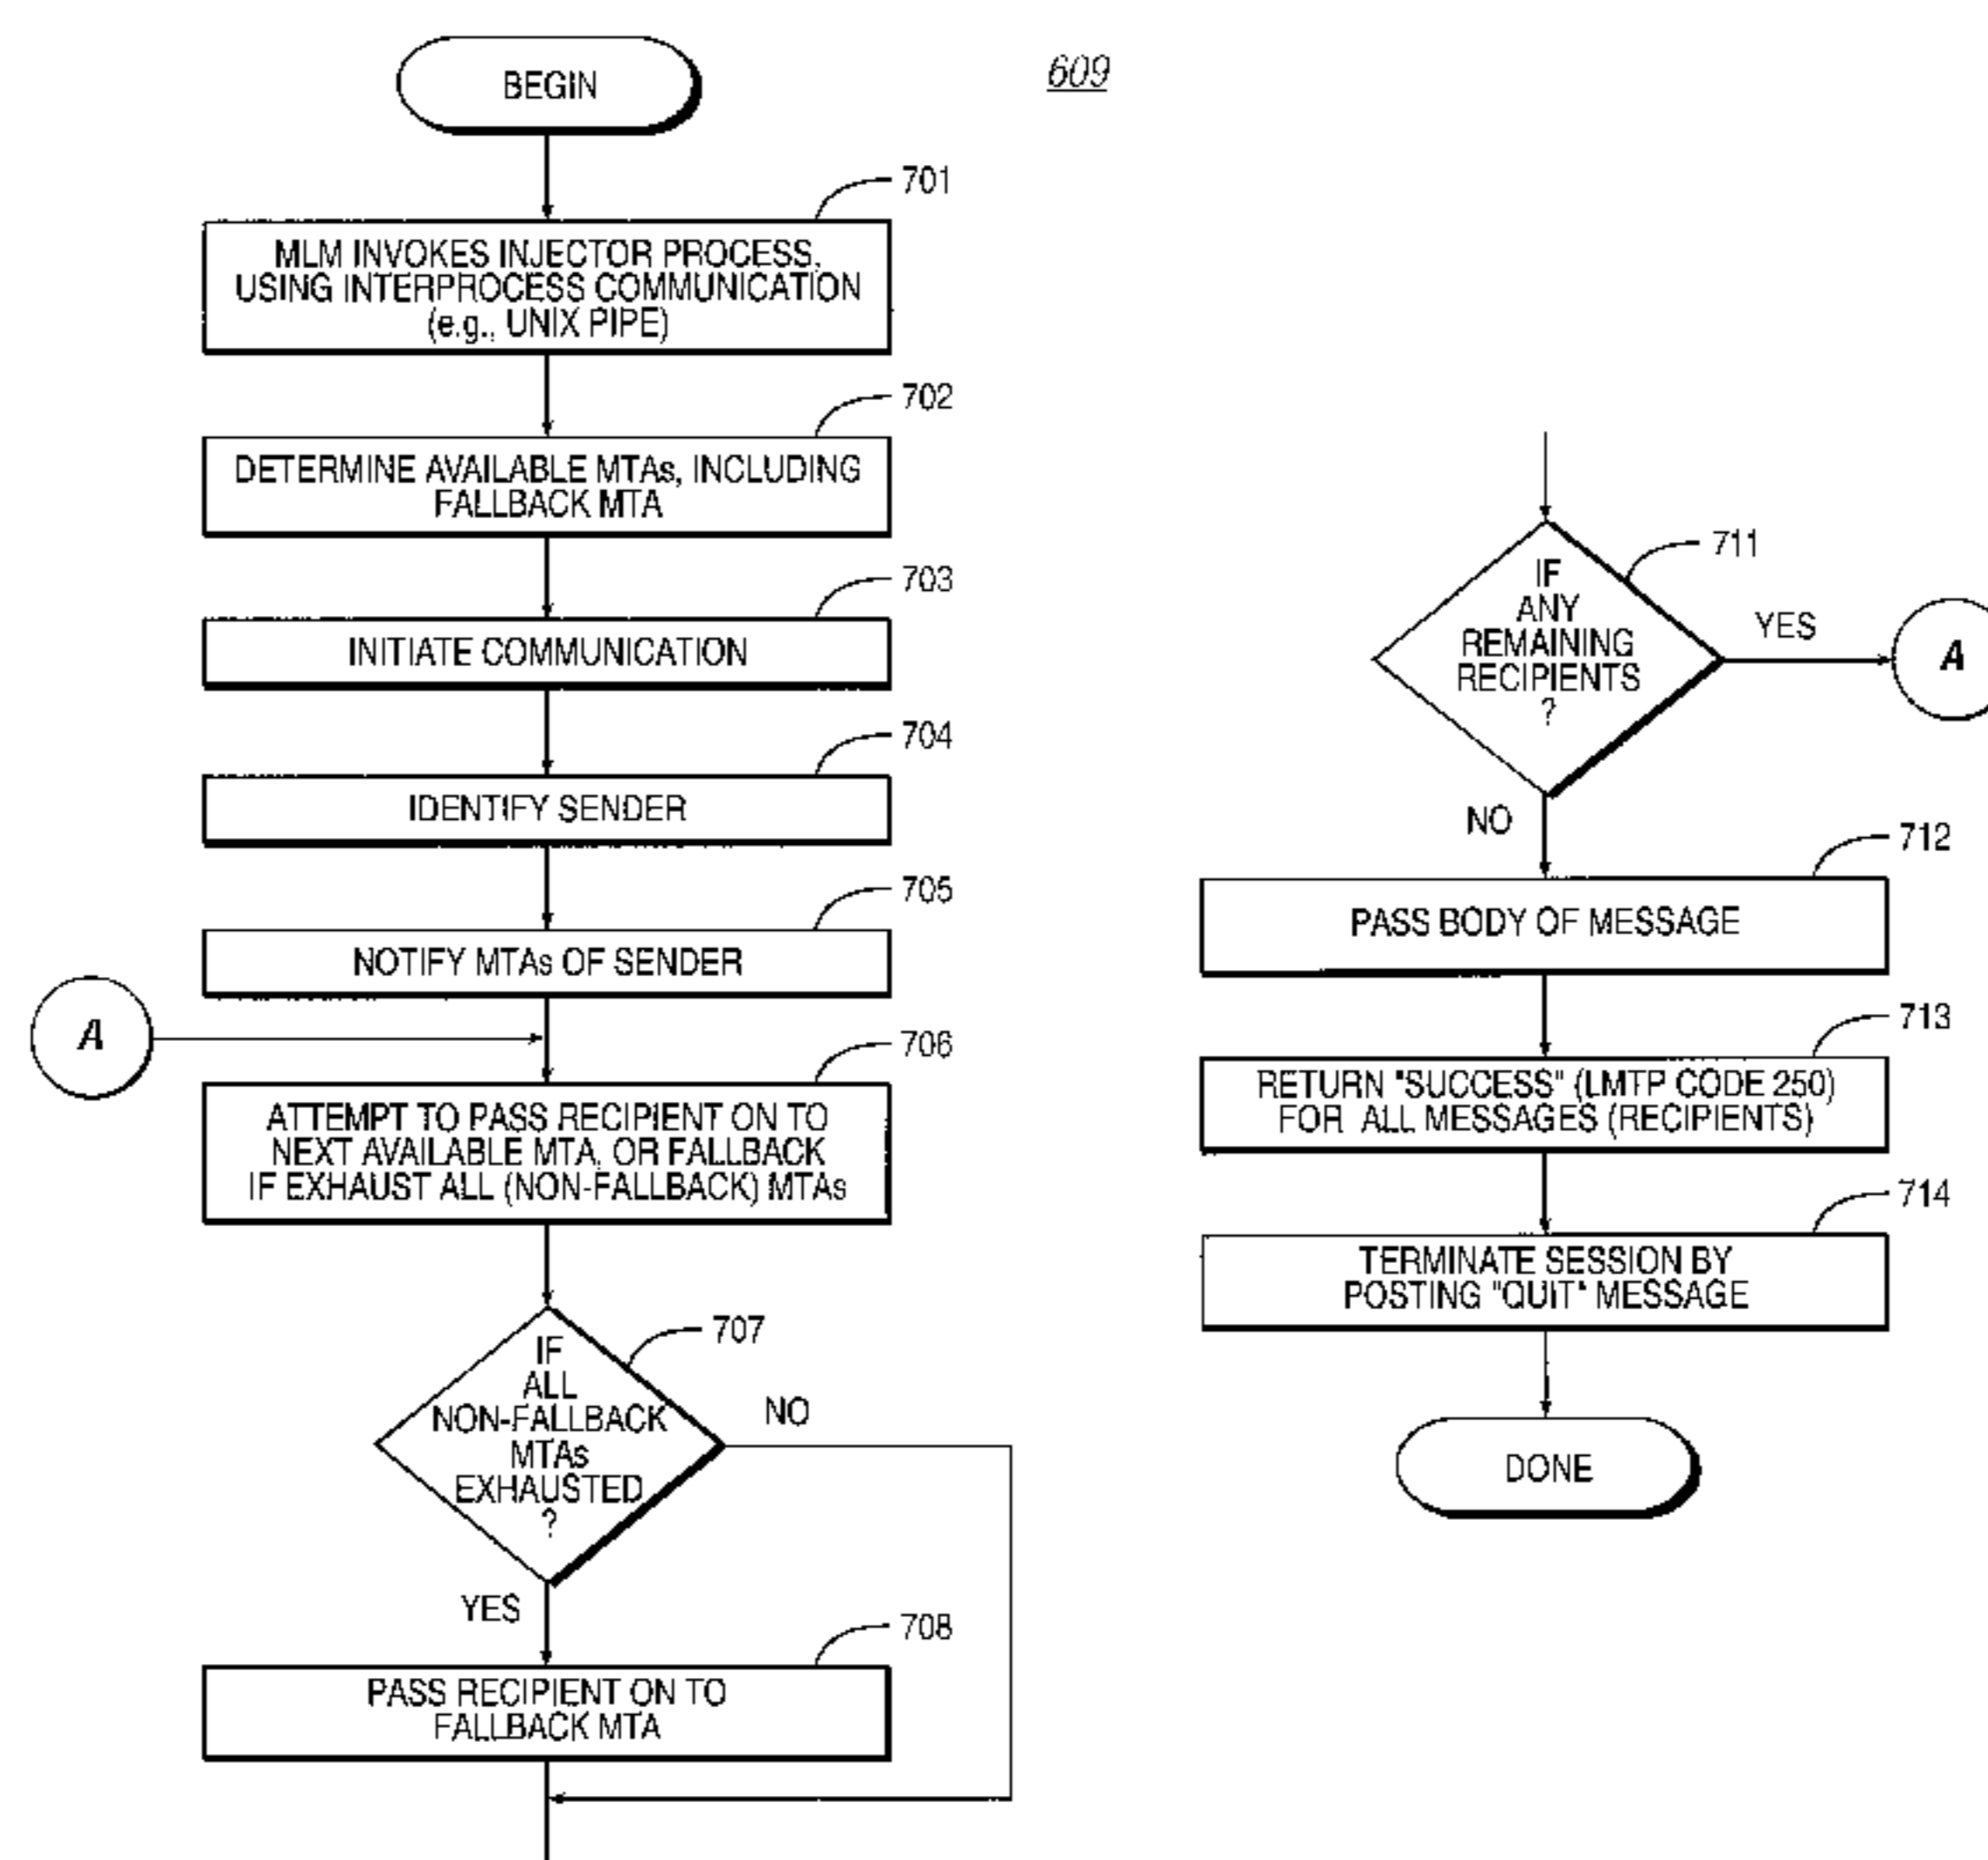 BEGIN
609
701
MLM INVOKES INJECTOR PROCESS,
USING INTERPROCESS COMMUNICATION
(e.g., UNIX PIPE)
702
DETERMINE AVAILABLE MTAs, INCLUDING
FALLBACK MTA
703
INITIATE COMMUNICATION
704
IDENTIFY SENDER
705
NOTIFY MTAs OF SENDER
A
706
ATTEMPT TO PASS RECIPIENT ON TO
NEXT AVAILABLE MTA, OR FALLBACK
IF EXHAUST ALL (NON-FALLBACK) MTAs
707
IF
ALL
NON-FALLBACK
MTAs
EXHAUSTED
?
NO
YES
708
PASS RECIPIENT ON TO
FALLBACK MTA
711
IF
ANY
REMAINING
RECIPIENTS
?
YES
A
NO
712
PASS BODY OF MESSAGE
713
RETURN "SUCCESS" (LMTP CODE 250)
FOR ALL MESSAGES (RECIPIENTS)
714
TERMINATE SESSION BY
POSTING "QUIT" MESSAGE
DONE